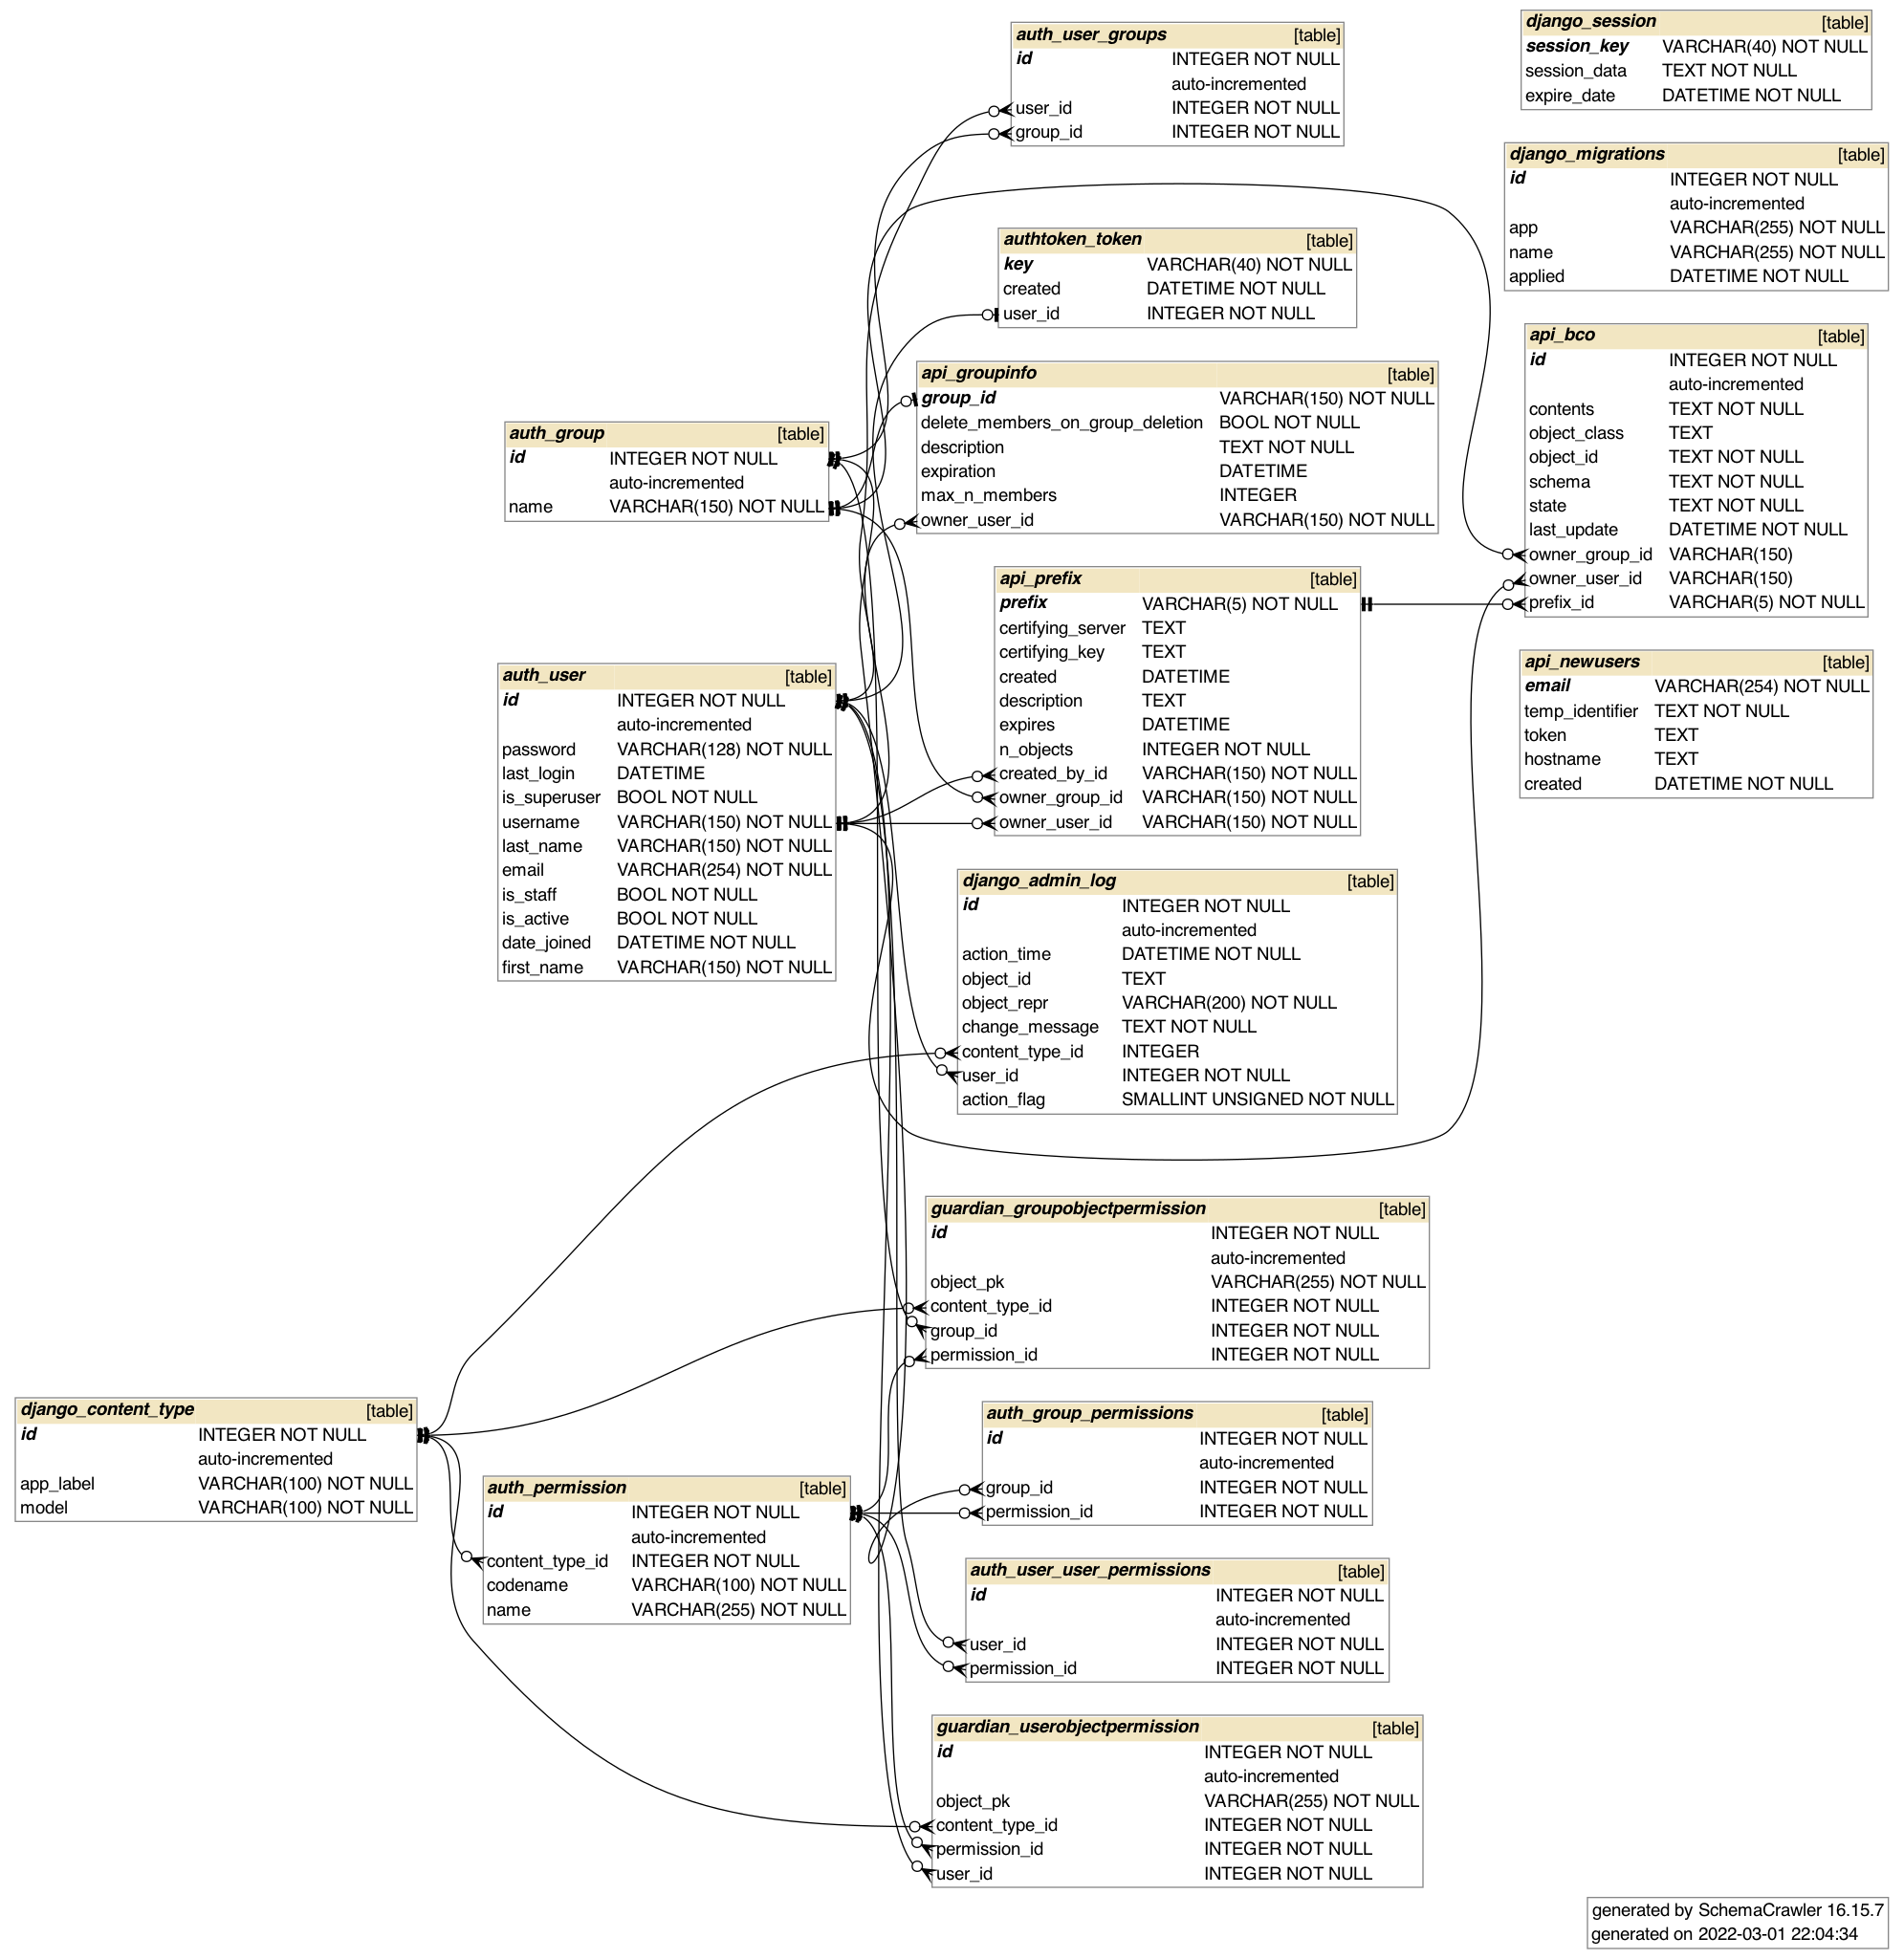 auth_user_groups [table]
id INTEGER NOT NULL
auto-incremented
user_id INTEGER NOT NULL
group_id INTEGER NOT NULL
django_session [table]
session_key VARCHAR(40) NOT NULL
session_data TEXT NOT NULL
expire_date DATETIME NOT NULL
django_migrations [table]
id INTEGER NOT NULL
auto-incremented
app VARCHAR(255) NOT NULL
name VARCHAR(255) NOT NULL
applied DATETIME NOT NULL
authtoken_token [table]
key VARCHAR(40) NOT NULL
created DATETIME NOT NULL
user_id INTEGER NOT NULL
api_groupinfo [table]
group_id VARCHAR(150) NOT NULL
delete_members_on_group_deletion BOOL NOT NULL
description TEXT NOT NULL
expiration DATETIME
max_n_members INTEGER
owner_user_id VARCHAR(150) NOT NULL
api_bco [table]
id INTEGER NOT NULL
auto-incremented
contents TEXT NOT NULL
object_class TEXT
object_id TEXT NOT NULL
schema TEXT NOT NULL
state TEXT NOT NULL
last_update DATETIME NOT NULL
owner_group_id VARCHAR(150)
owner_user_id VARCHAR(150)
prefix_id VARCHAR(5) NOT NULL
auth_group [table]
id INTEGER NOT NULL
auto-incremented
name VARCHAR(150) NOT NULL
api_prefix [table]
prefix VARCHAR(5) NOT NULL
certifying_server TEXT
certifying_key TEXT
created DATETIME
description TEXT
expires DATETIME
n_objects INTEGER NOT NULL
created_by_id VARCHAR(150) NOT NULL
owner_group_id VARCHAR(150) NOT NULL
owner_user_id VARCHAR(150) NOT NULL
api_newusers [table]
email VARCHAR(254) NOT NULL
temp_identifier TEXT NOT NULL
token TEXT
hostname TEXT
created DATETIME NOT NULL
auth_user [table]
id INTEGER NOT NULL
auto-incremented
password VARCHAR(128) NOT NULL
last_login DATETIME
is_superuser BOOL NOT NULL
username VARCHAR(150) NOT NULL
last_name VARCHAR(150) NOT NULL
email VARCHAR(254) NOT NULL
is_staff BOOL NOT NULL
is_active BOOL NOT NULL
date_joined DATETIME NOT NULL
first_name VARCHAR(150) NOT NULL
django_admin_log [table]
id INTEGER NOT NULL
auto-incremented
action_time DATETIME NOT NULL
object_id TEXT
object_repr VARCHAR(200) NOT NULL
change_message TEXT NOT NULL
content_type_id INTEGER
user_id INTEGER NOT NULL
action_flag SMALLINT UNSIGNED NOT NULL
guardian_groupobjectpermission [table]
id INTEGER NOT NULL
auto-incremented
object_pk VARCHAR(255) NOT NULL
content_type_id INTEGER NOT NULL
group_id INTEGER NOT NULL
permission_id INTEGER NOT NULL
django_content_type [table]
id INTEGER NOT NULL
auto-incremented
app_label VARCHAR(100) NOT NULL
model VARCHAR(100) NOT NULL
auth_group_permissions [table]
id INTEGER NOT NULL
auto-incremented
group_id INTEGER NOT NULL
permission_id INTEGER NOT NULL
auth_permission [table]
id INTEGER NOT NULL
auto-incremented
content_type_id INTEGER NOT NULL
codename VARCHAR(100) NOT NULL
name VARCHAR(255) NOT NULL
auth_user_user_permissions [table]
id INTEGER NOT NULL
auto-incremented
user_id INTEGER NOT NULL
permission_id INTEGER NOT NULL
guardian_userobjectpermission [table]
id INTEGER NOT NULL
auto-incremented
object_pk VARCHAR(255) NOT NULL
content_type_id INTEGER NOT NULL
permission_id INTEGER NOT NULL
user_id INTEGER NOT NULL
generated by SchemaCrawler 16.15.7
generated on 2022-03-01 22:04:34